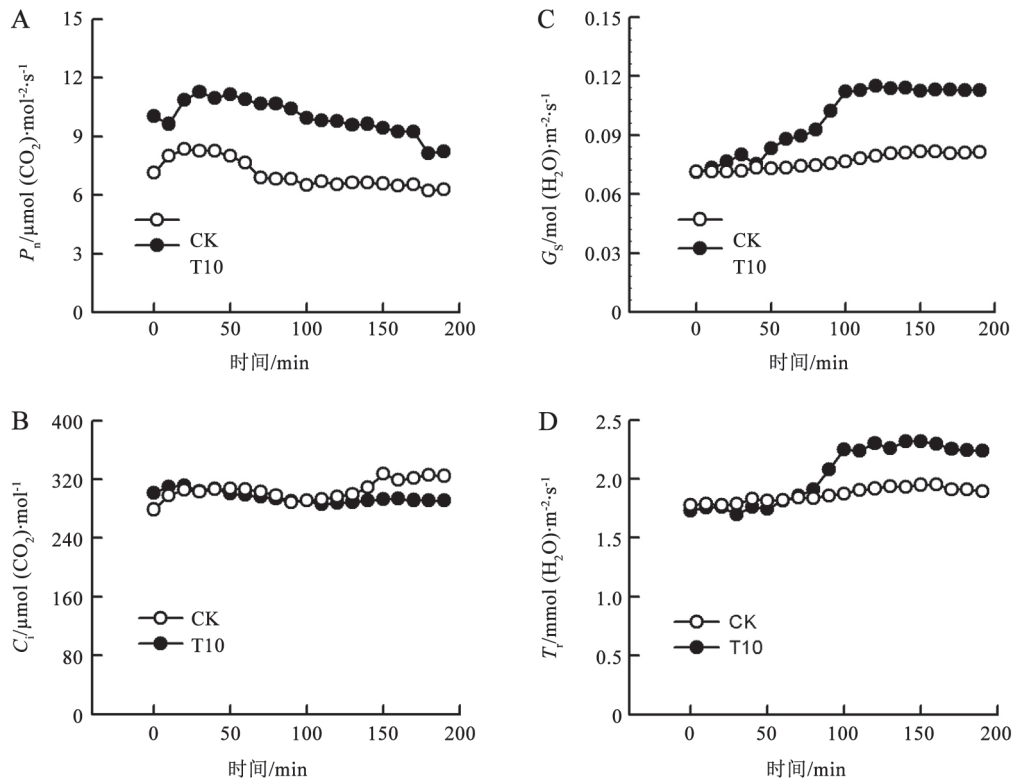 A
15
12
9
6
3
0
Pn/μmol (CO2)·mol-2·s-1
CK
T10
0 50 100 150 200
时间/min
C
0.15
0.12
0.09
0.06
0.03
0.00
GS/mol (H2O)·m-2·s-1
CK
T10
0 50 100 150 200
时间/min
B
400
320
240
160
80
0
Ci/μmol (CO2)·mol-1
CK
T10
0 50 100 150 200
时间/min
D
2.5
2.0
1.5
1.0
0.5
0
Tr/mmol (H2O)·m-2·s-1
CK
T10
0 50 100 150 200
时间/min